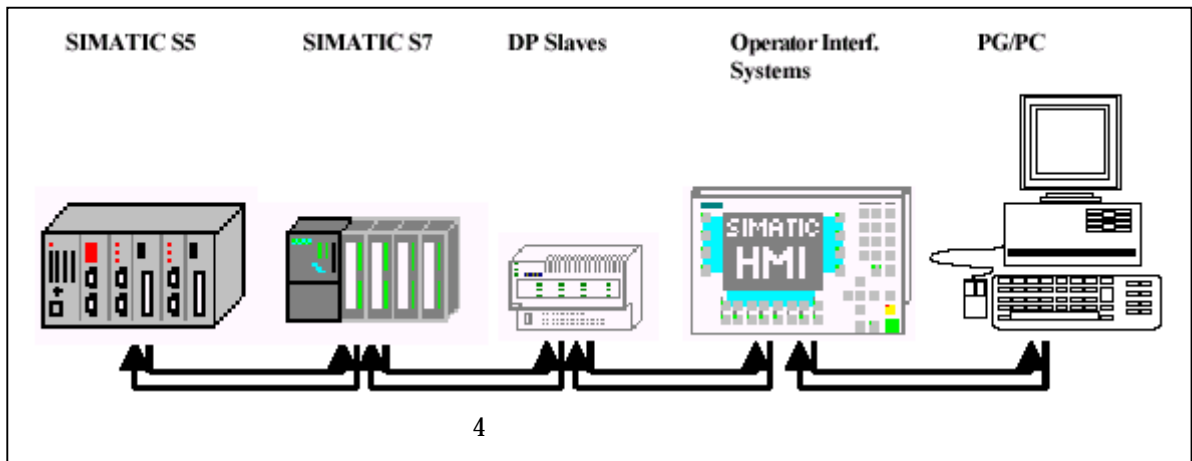 SIMATIC S5
SIMATIC S7
DP Slaves
Operator Interf.
Systems
PG/PC
SIMATIC
HMI
4